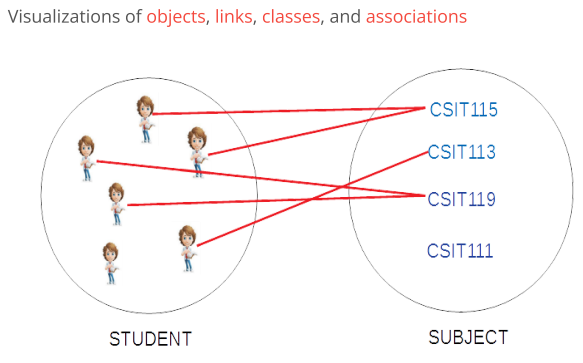 Visualizations of objects, links, classes, and associations
CSIT115
CSIT113
CSIT119
CSIT111
STUDENT
SUBJECT